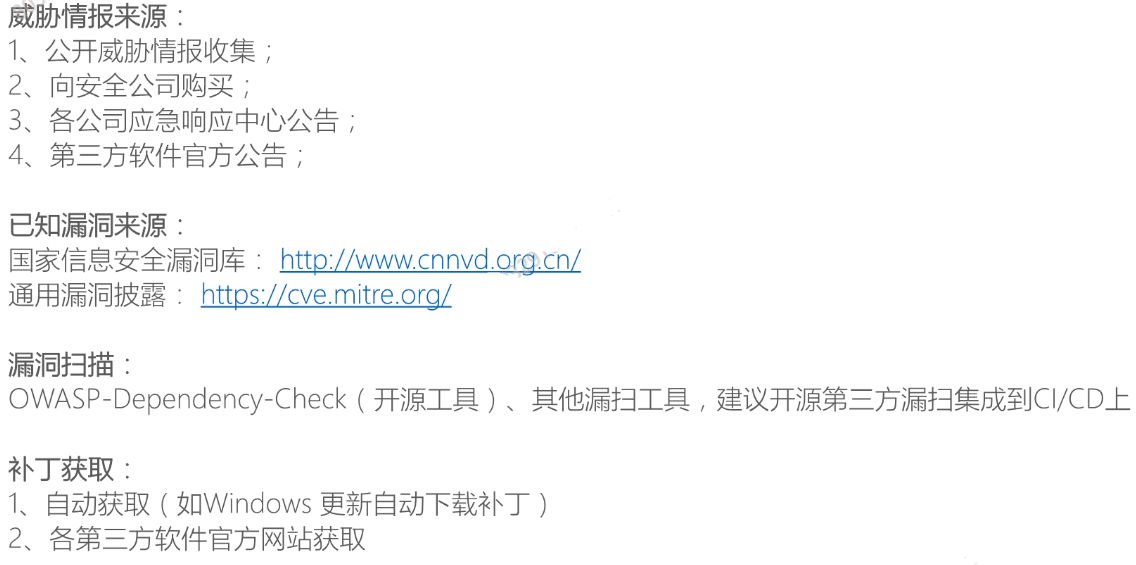 威胁情报来源：
1、公开威胁情报收集；
2、向安全公司购买；
3、各公司应急响应中心公告；
4、第三方软件官方公告；
已知漏洞来源：
国家信息安全漏洞库： http://www.cnnvd.org.cn/
通用漏洞披露： https://cve.mitre.org/
漏洞扫描：
OWASP-Dependency-Check（开源工具）、其他漏扫工具，建议开源第三方漏扫集成到CI/CD上
补丁获取：
1、自动获取（如Windows 更新自动下载补丁）
2、各第三方软件官方网站获取